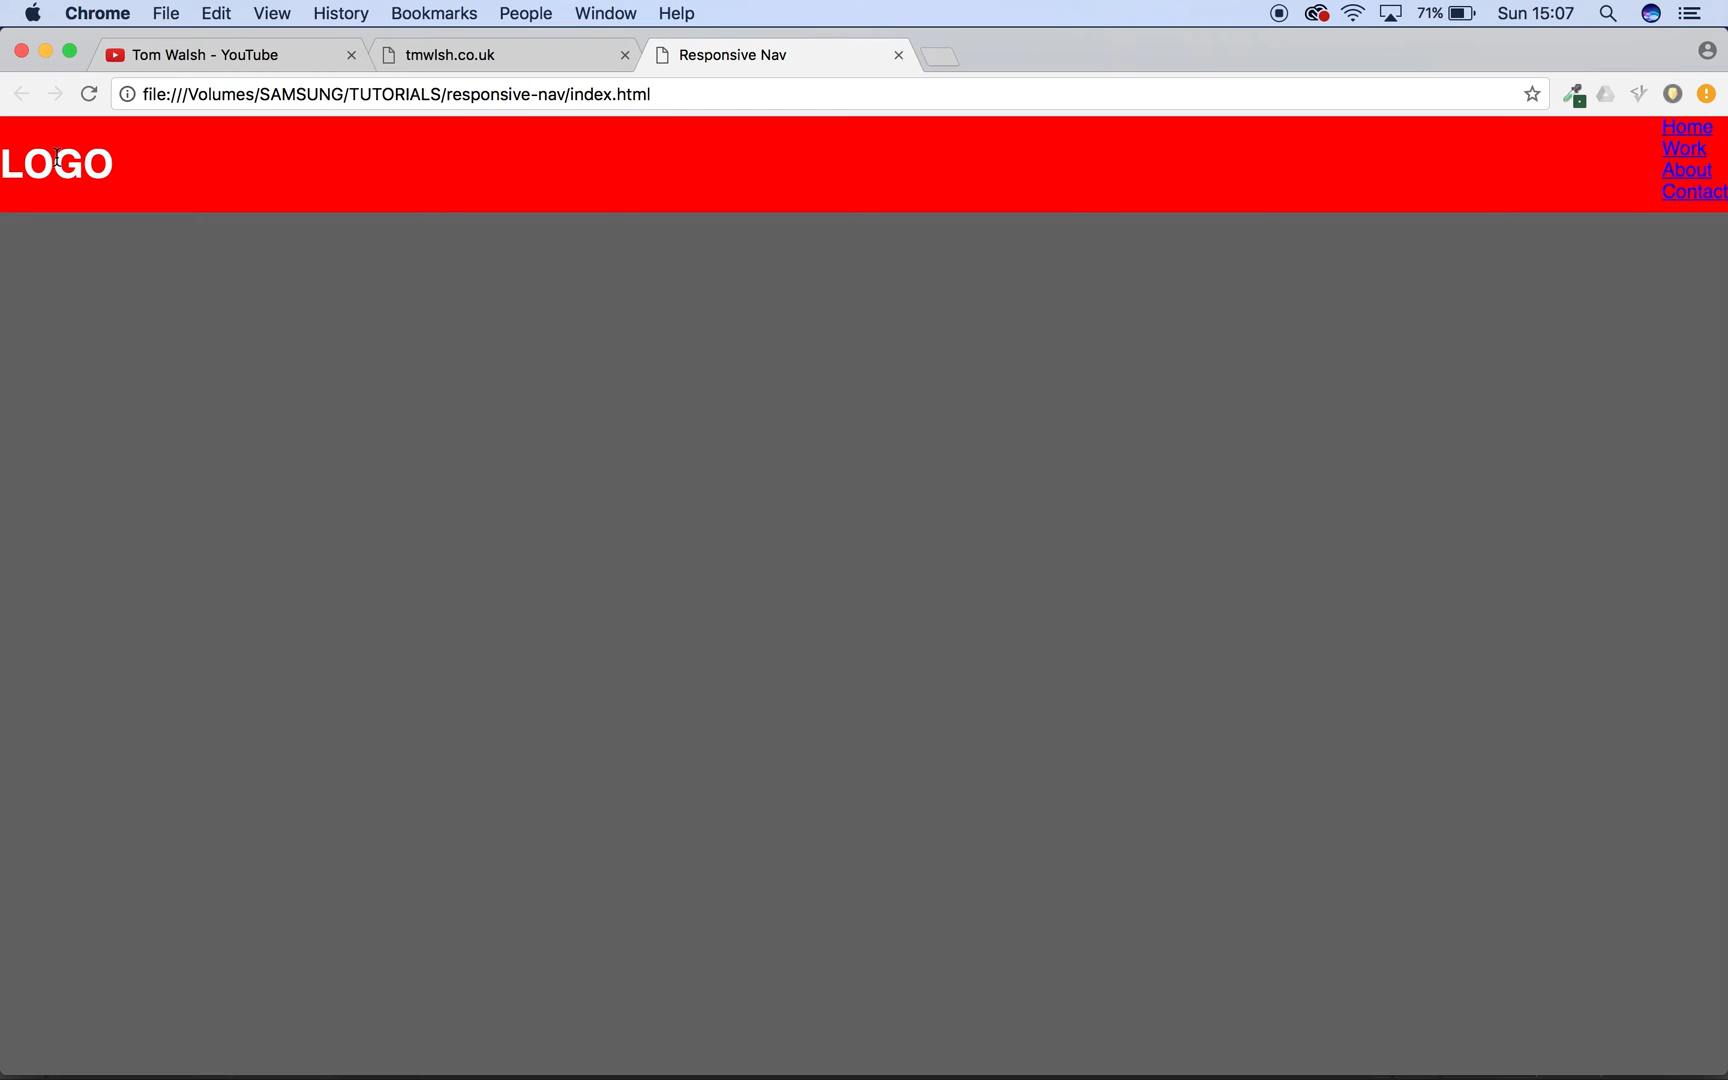 Chrome File Edit View History Bookmarks People Window Help 71% Sun 15:07
Tom Walsh - YouTube tmwlsh.co.uk Responsive Nav
file:///Volumes/SAMSUNG/TUTORIALS/responsive-nav/index.html
LOGO
Home
Work
About
Contact